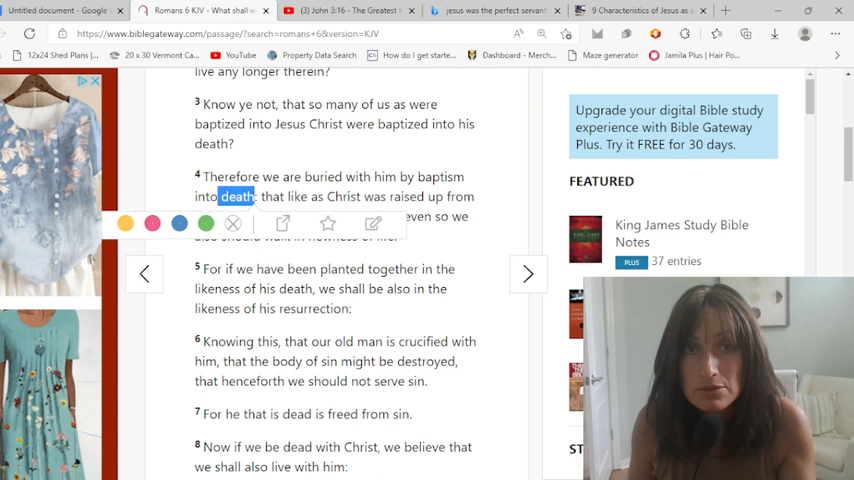 Untitled document - Google
Romans 6 KJV - What shall w
(5) John 3:16 - The Greatest
jesus was the perfect servant
9 Characteristics of Jesus as a
https://www.biblegateway.com/passage/?search=romans+6&version=KJV
12x24 Shed Plans |...
20 x 30 Vermont Ca...
YouTube
Property Data Searc...
How do I get starte...
Dashboard – Merch...
Maze generator
Jamila Plus | Hair Po...
live any longer therein?
3 Know ye not, that so many of us as were
baptized into Jesus Christ were baptized into his
death?
4 Therefore we are buried with him by baptism
into death: that like as Christ was raised up from
even so we
also should walk in newness of life.
5 For if we have been planted together in the
likeness of his death, we shall be also in the
likeness of his resurrection:
6 Knowing this, that our old man is crucified with
him, that the body of sin might be destroyed,
that henceforth we should not serve sin.
7 For he that is dead is freed from sin.
8 Now if we be dead with Christ, we believe that
we shall also live with him:
Upgrade your digital Bible study
experience with Bible Gateway
Plus. Try it FREE for 30 days.
FEATURED
King James Study Bible
Notes
PLUS 37 entries
ST